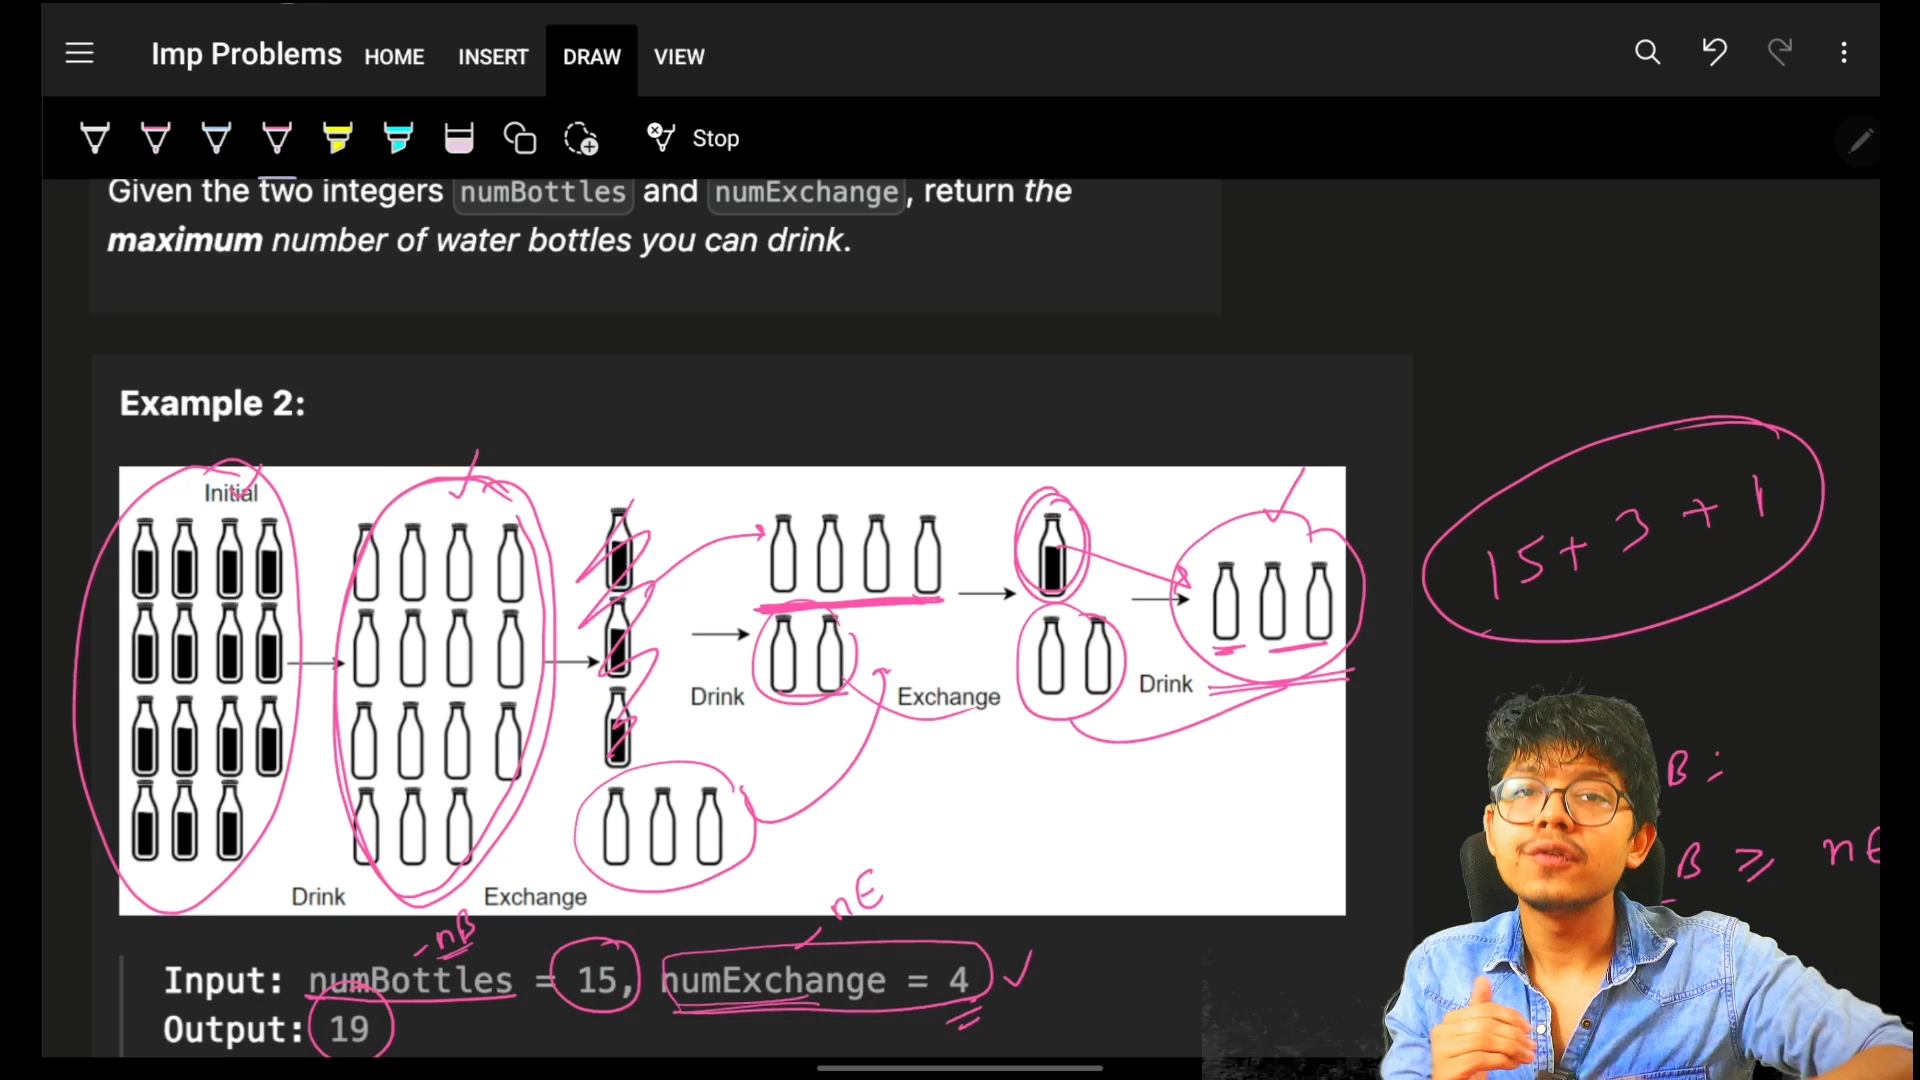 Imp Problems HOME INSERT DRAW VIEW
Stop
Given the two integers numBottles and numExchange, return the
maximum number of water bottles you can drink.
Example 2:
Initial
15 + 3 + 1
Drink
Exchange
Drink
B :
B ≥ nE
Drink
Exchange
nB
nE
Input: numBottles = 15, numExchange = 4
Output: 19